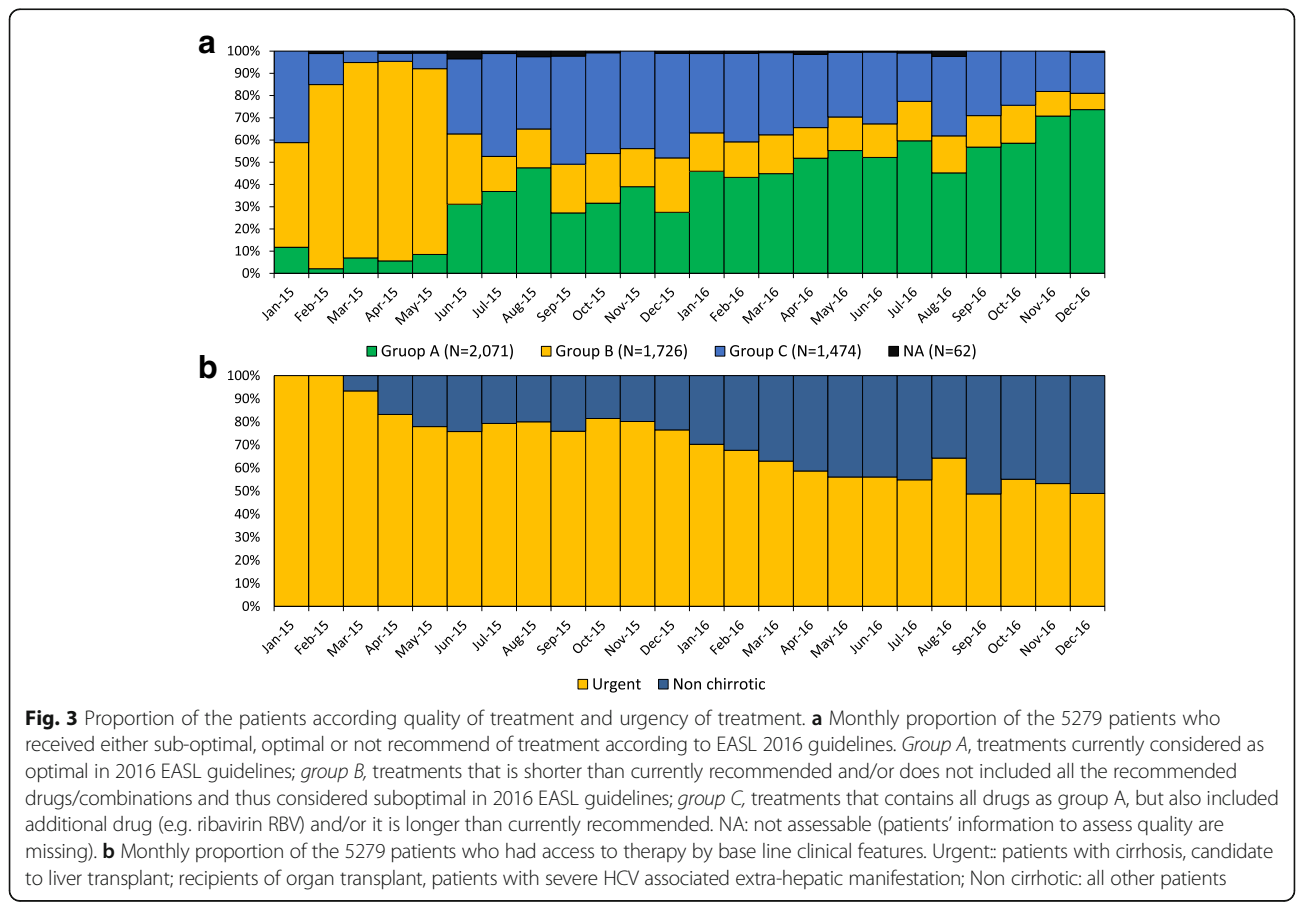 a
100%
90%
80%
70%
60%
50%
40%
30%
20%
10%
0%
Jan-15 Feb-15 Mar-15 Apr-15 May-15 Jun-15 Jul-15 Aug-15 Sep-15 Oct-15 Nov-15 Dec-15 Jan-16 Feb-16 Mar-16 Apr-16 May-16 Jun-16 Jul-16 Aug-16 Sep-16 Oct-16 Nov-16 Dec-16
Gruop A (N=2,071) Group B (N=1,726) Group C (N=1,474) NA (N=62)
b
100%
90%
80%
70%
60%
50%
40%
30%
20%
10%
0%
Jan-15 Feb-15 Mar-15 Apr-15 May-15 Jun-15 Jul-15 Aug-15 Sep-15 Oct-15 Nov-15 Dec-15 Jan-16 Feb-16 Mar-16 Apr-16 May-16 Jun-16 Jul-16 Aug-16 Sep-16 Oct-16 Nov-16 Dec-16
Urgent Non chirrotic
Fig. 3 Proportion of the patients according quality of treatment and urgency of treatment. a Monthly proportion of the 5279 patients who
received either sub-optimal, optimal or not recommend of treatment according to EASL 2016 guidelines. Group A, treatments currently considered as
optimal in 2016 EASL guidelines; group B, treatments that is shorter than currently recommended and/or does not included all the recommended
drugs/combinations and thus considered suboptimal in 2016 EASL guidelines; group C, treatments that contains all drugs as group A, but also included
additional drug (e.g. ribavirin RBV) and/or it is longer than currently recommended. NA: not assessable (patients' information to assess quality are
missing). b Monthly proportion of the 5279 patients who had access to therapy by base line clinical features. Urgent:: patients with cirrhosis, candidate
to liver transplant; recipients of organ transplant, patients with severe HCV associated extra-hepatic manifestation; Non cirrhotic: all other patients